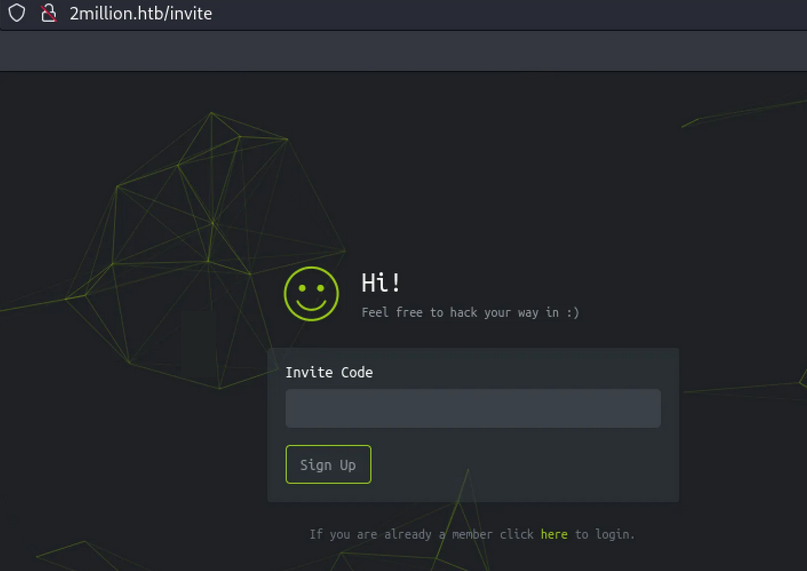 2million.htb/invite
Hi!
Feel free to hack your way in :)
Invite Code
Sign Up
If you are already a member click here to login.